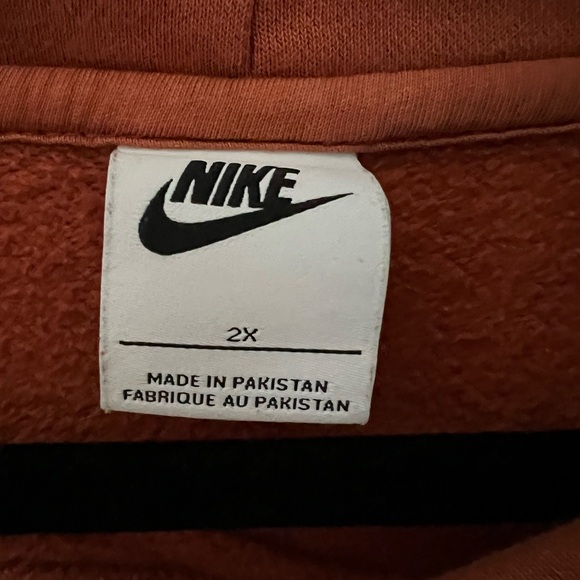 NIKE
2X
MADE IN PAKISTAN
FABRIQUE AU PAKISTAN